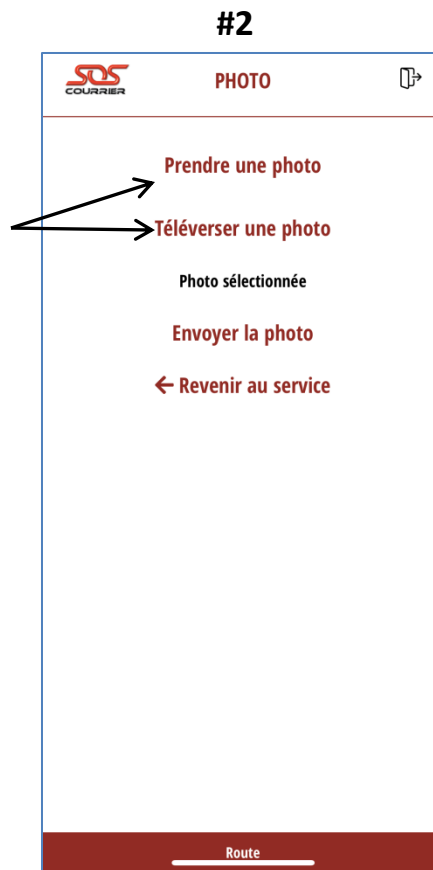 #2
SOS
COURRIER
PHOTO
Prendre une photo
Téléverser une photo
Photo sélectionnée
Envoyer la photo
← Revenir au service
Route